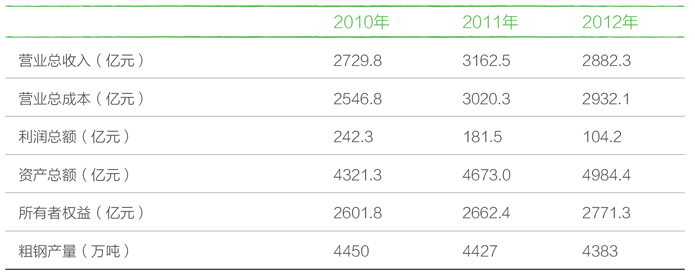 2010年 2011年 2012年
营业总收入（亿元） 2729.8 3162.5 2882.3
营业总成本（亿元） 2546.8 3020.3 2932.1
利润总额（亿元） 242.3 181.5 104.2
资产总额（亿元） 4321.3 4673.0 4984.4
所有者权益（亿元） 2601.8 2662.4 2771.3
粗钢产量（万吨） 4450 4427 4383